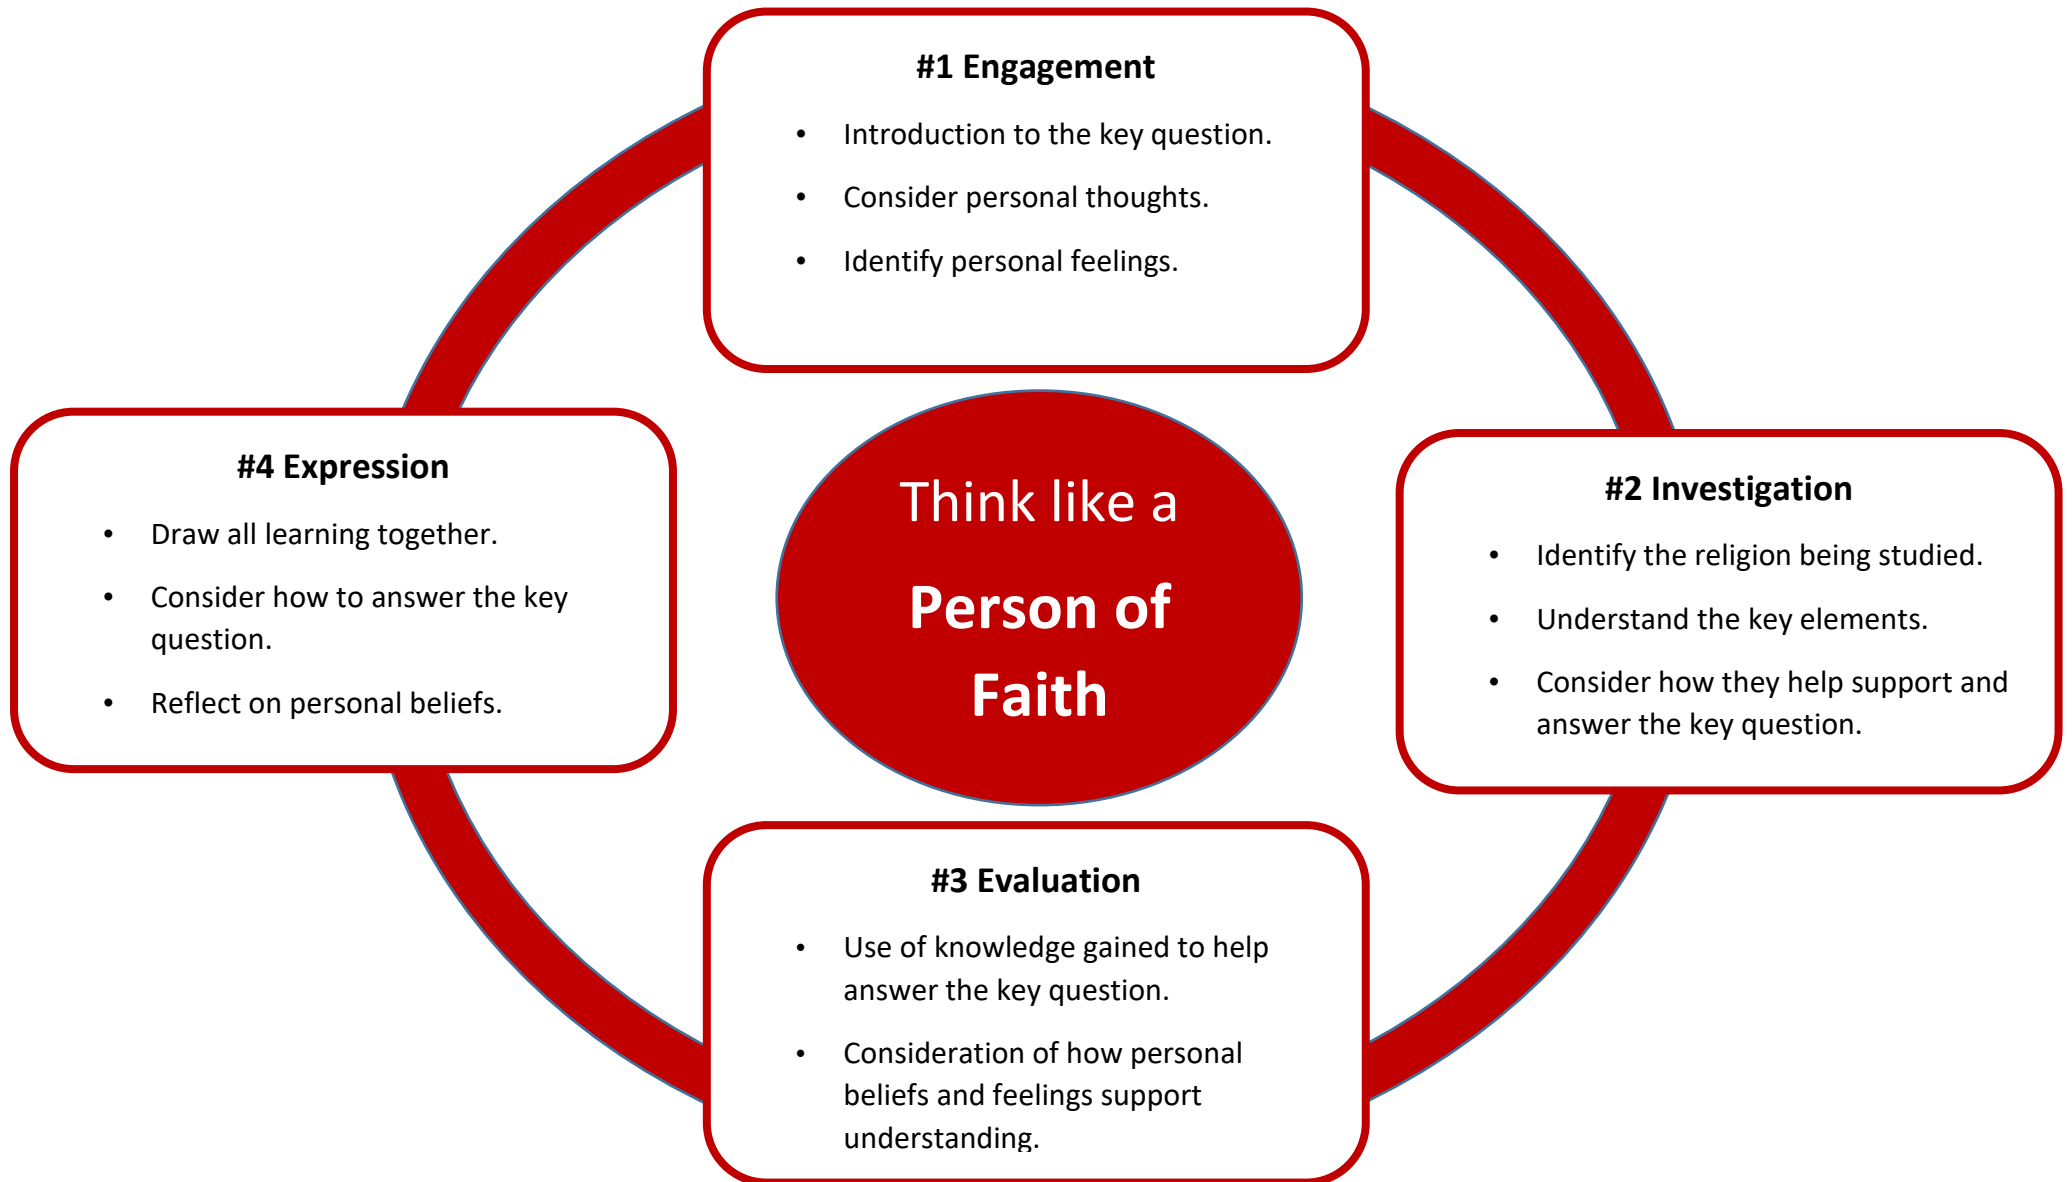 #1 Engagement
• Introduction to the key question.
• Consider personal thoughts.
• Identify personal feelings.
#4 Expression
• Draw all learning together.
• Consider how to answer the key
question.
• Reflect on personal beliefs.
Think like a
Person of
Faith
#2 Investigation
• Identify the religion being studied.
• Understand the key elements.
• Consider how they help support and
answer the key question.
#3 Evaluation
• Use of knowledge gained to help
answer the key question.
• Consideration of how personal
beliefs and feelings support
understanding.